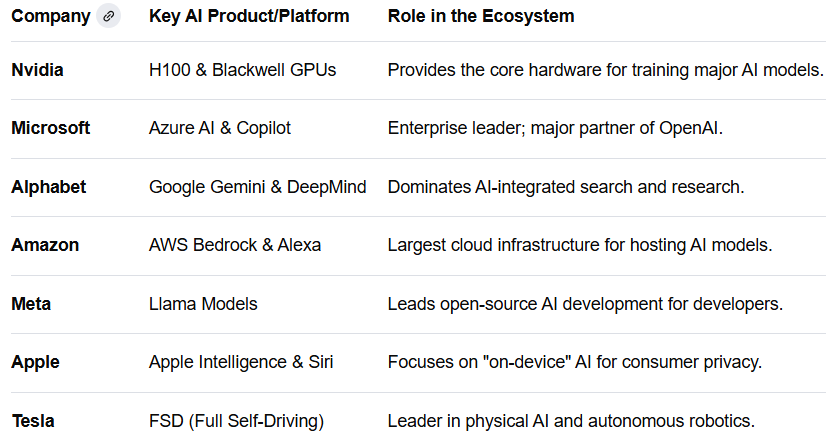 Company Key AI Product/Platform Role in the Ecosystem
Nvidia H100 & Blackwell GPUs Provides the core hardware for training major AI models.
Microsoft Azure AI & Copilot Enterprise leader; major partner of OpenAI.
Alphabet Google Gemini & DeepMind Dominates AI-integrated search and research.
Amazon AWS Bedrock & Alexa Largest cloud infrastructure for hosting AI models.
Meta Llama Models Leads open-source AI development for developers.
Apple Apple Intelligence & Siri Focuses on "on-device" AI for consumer privacy.
Tesla FSD (Full Self-Driving) Leader in physical AI and autonomous robotics.